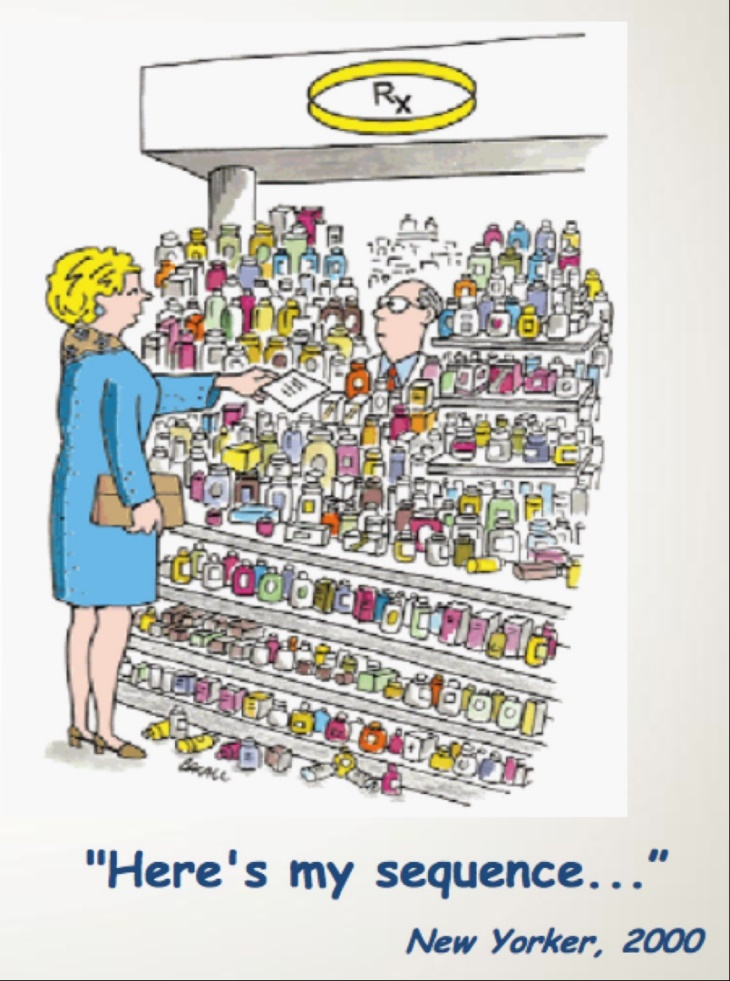 Rx
"Here's my sequence...”
New Yorker, 2000